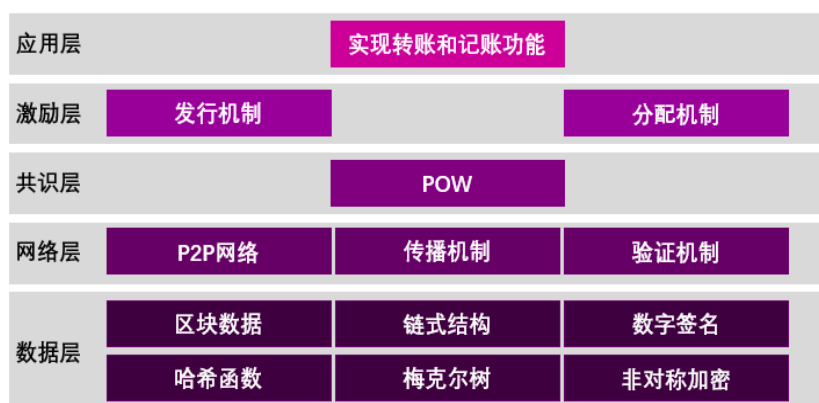 应用层 实现转账和记账功能
激励层 发行机制 分配机制
共识层 POW
网络层 P2P网络 传播机制 验证机制
数据层
区块数据 链式结构 数字签名
哈希函数 梅克尔树 非对称加密